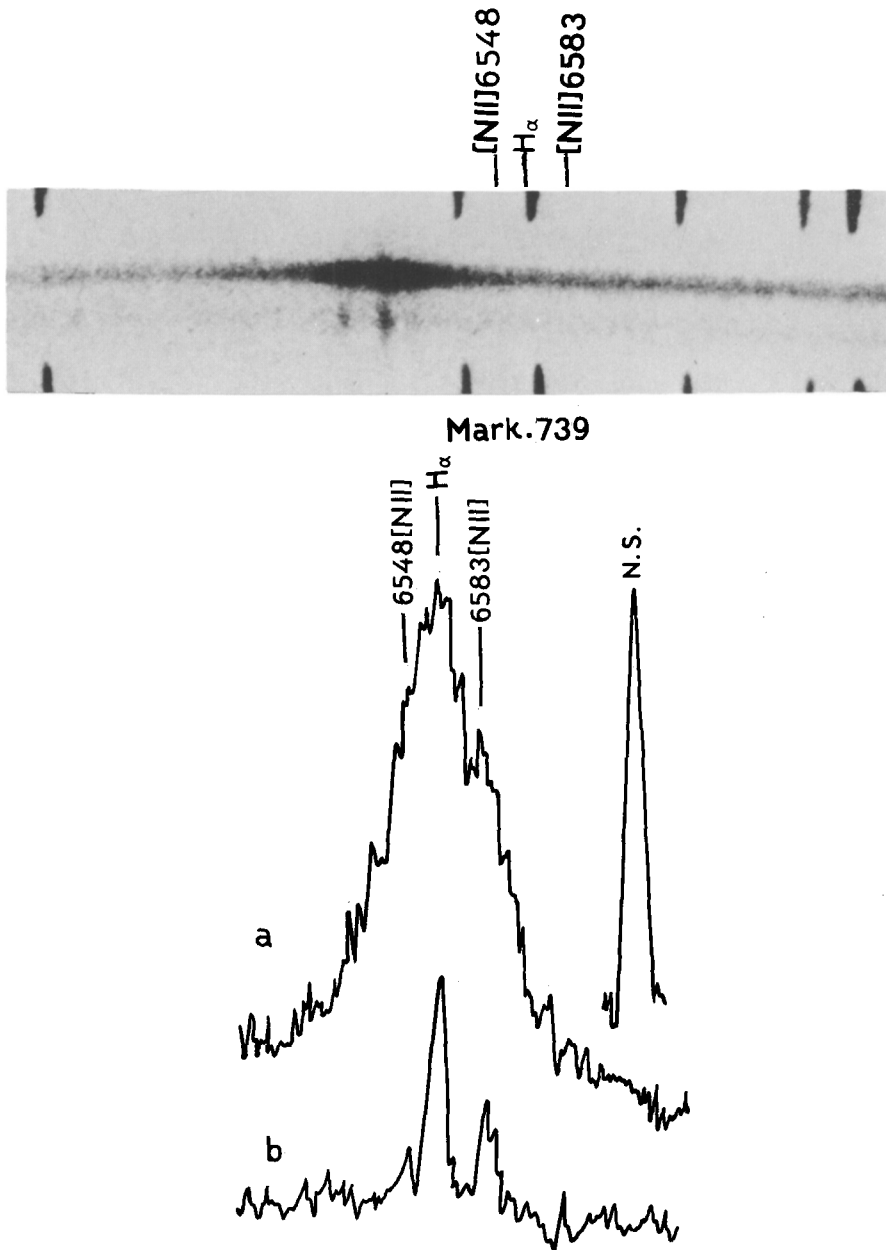 [NII]6548
Hα
[NII]6583
Mark.739
6548[NII]
Hα
6583[NII]
N.S.
a
b